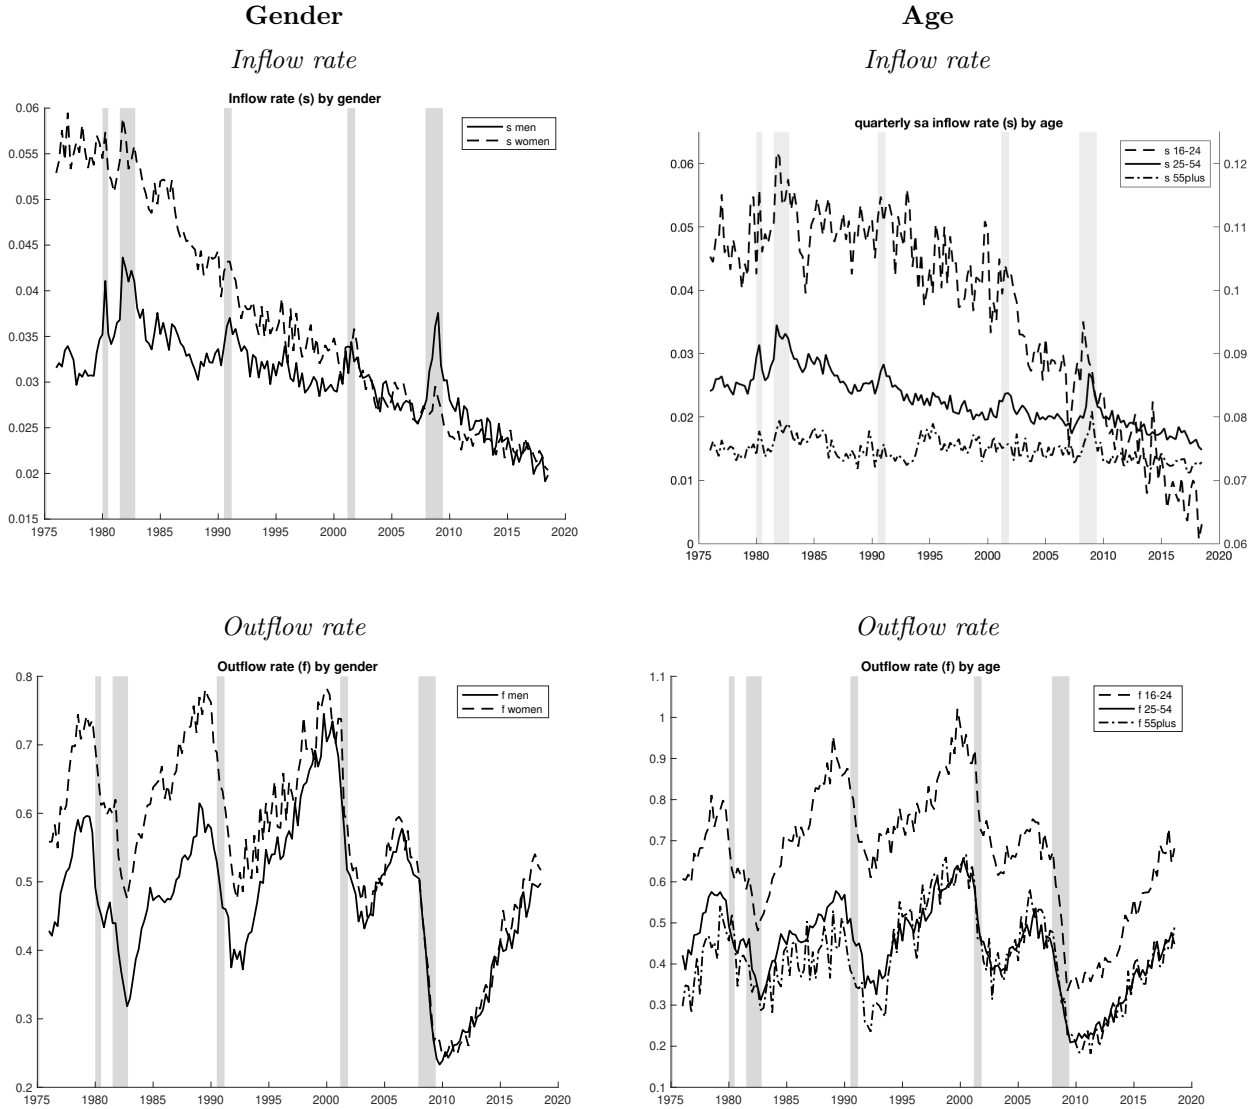 Gender
Inflow rate
Inflow rate (s) by gender
0.06
0.055
0.05
0.045
0.04
0.035
0.03
0.025
0.02
0.015
1975 1980 1985 1990 1995 2000 2005 2010 2015 2020
s men
s women
Age
Inflow rate
quarterly sa inflow rate (s) by age
0.06
0.05
0.04
0.03
0.02
0.01
0
0.12
0.11
0.1
0.09
0.08
0.07
0.06
1975 1980 1985 1990 1995 2000 2005 2010 2015 2020
s 16-24
s 25-54
s 55plus
Outflow rate
Outflow rate (f) by gender
0.8
0.7
0.6
0.5
0.4
0.3
0.2
1975 1980 1985 1990 1995 2000 2005 2010 2015 2020
f men
f women
Outflow rate
Outflow rate (f) by age
1.1
1
0.9
0.8
0.7
0.6
0.5
0.4
0.3
0.2
0.1
1975 1980 1985 1990 1995 2000 2005 2010 2015 2020
f 16-24
f 25-54
f 55plus